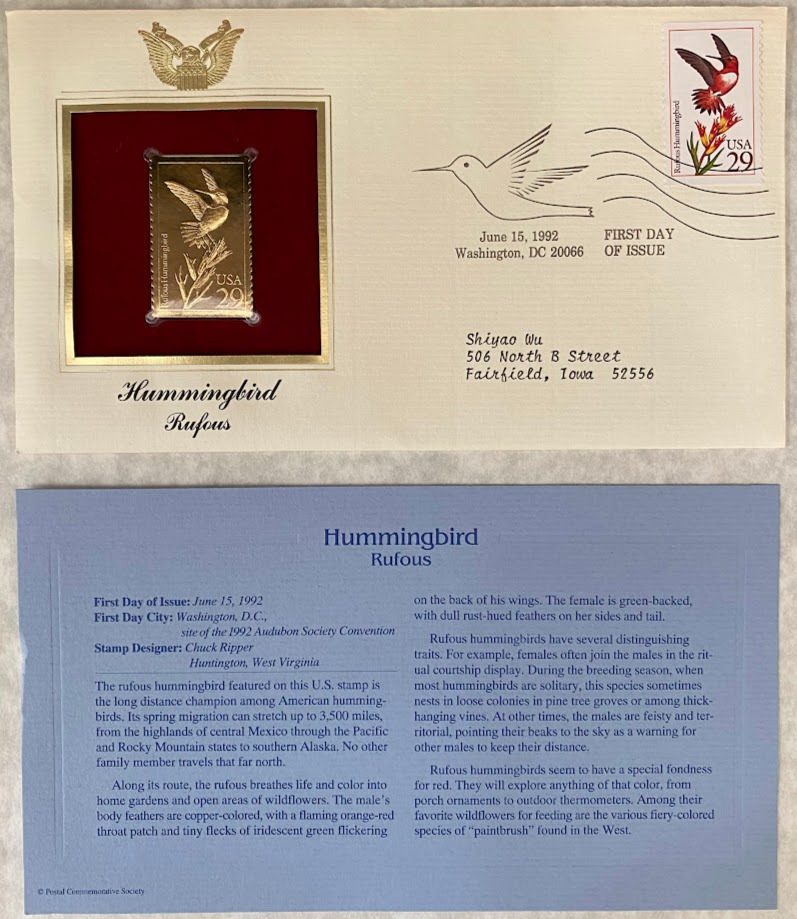 Rufous Hummingbird
USA
29
Rufous Hummingbird
USA
29
June 15, 1992
Washington, DC 20066
FIRST DAY
OF ISSUE
Shiyao Wu
506 North B Street
Fairfield, Iowa 52556
Hummingbird
Rufous
Hummingbird
Rufous
First Day of Issue: June 15, 1992
First Day City: Washington, D.C.,
site of the 1992 Audubon Society Convention
Stamp Designer: Chuck Ripper
Huntington, West Virginia
The rufous hummingbird featured on this U.S. stamp is
the long distance champion among American humming-
birds. Its spring migration can stretch up to 3,500 miles,
from the highlands of central Mexico through the Pacific
and Rocky Mountain states to southern Alaska. No other
family member travels that far north.
Along its route, the rufous breathes life and color into
home gardens and open areas of wildflowers. The male's
body feathers are copper-colored, with a flaming orange-red
throat patch and tiny flecks of iridescent green flickering
on the back of his wings. The female is green-backed,
with dull rust-hued feathers on her sides and tail.
Rufous hummingbirds have several distinguishing
traits. For example, females often join the males in the rit-
ual courtship display. During the breeding season, when
most hummingbirds are solitary, this species sometimes
nests in loose colonies in pine tree groves or among thick-
hanging vines. At other times, the males are feisty and ter-
ritorial, pointing their beaks to the sky as a warning for
other males to keep their distance.
Rufous hummingbirds seem to have a special fondness
for red. They will explore anything of that color, from
porch ornaments to outdoor thermometers. Among their
favorite wildflowers for feeding are the various fiery-colored
species of "paintbrush" found in the West.
© Postal Commemorative Society